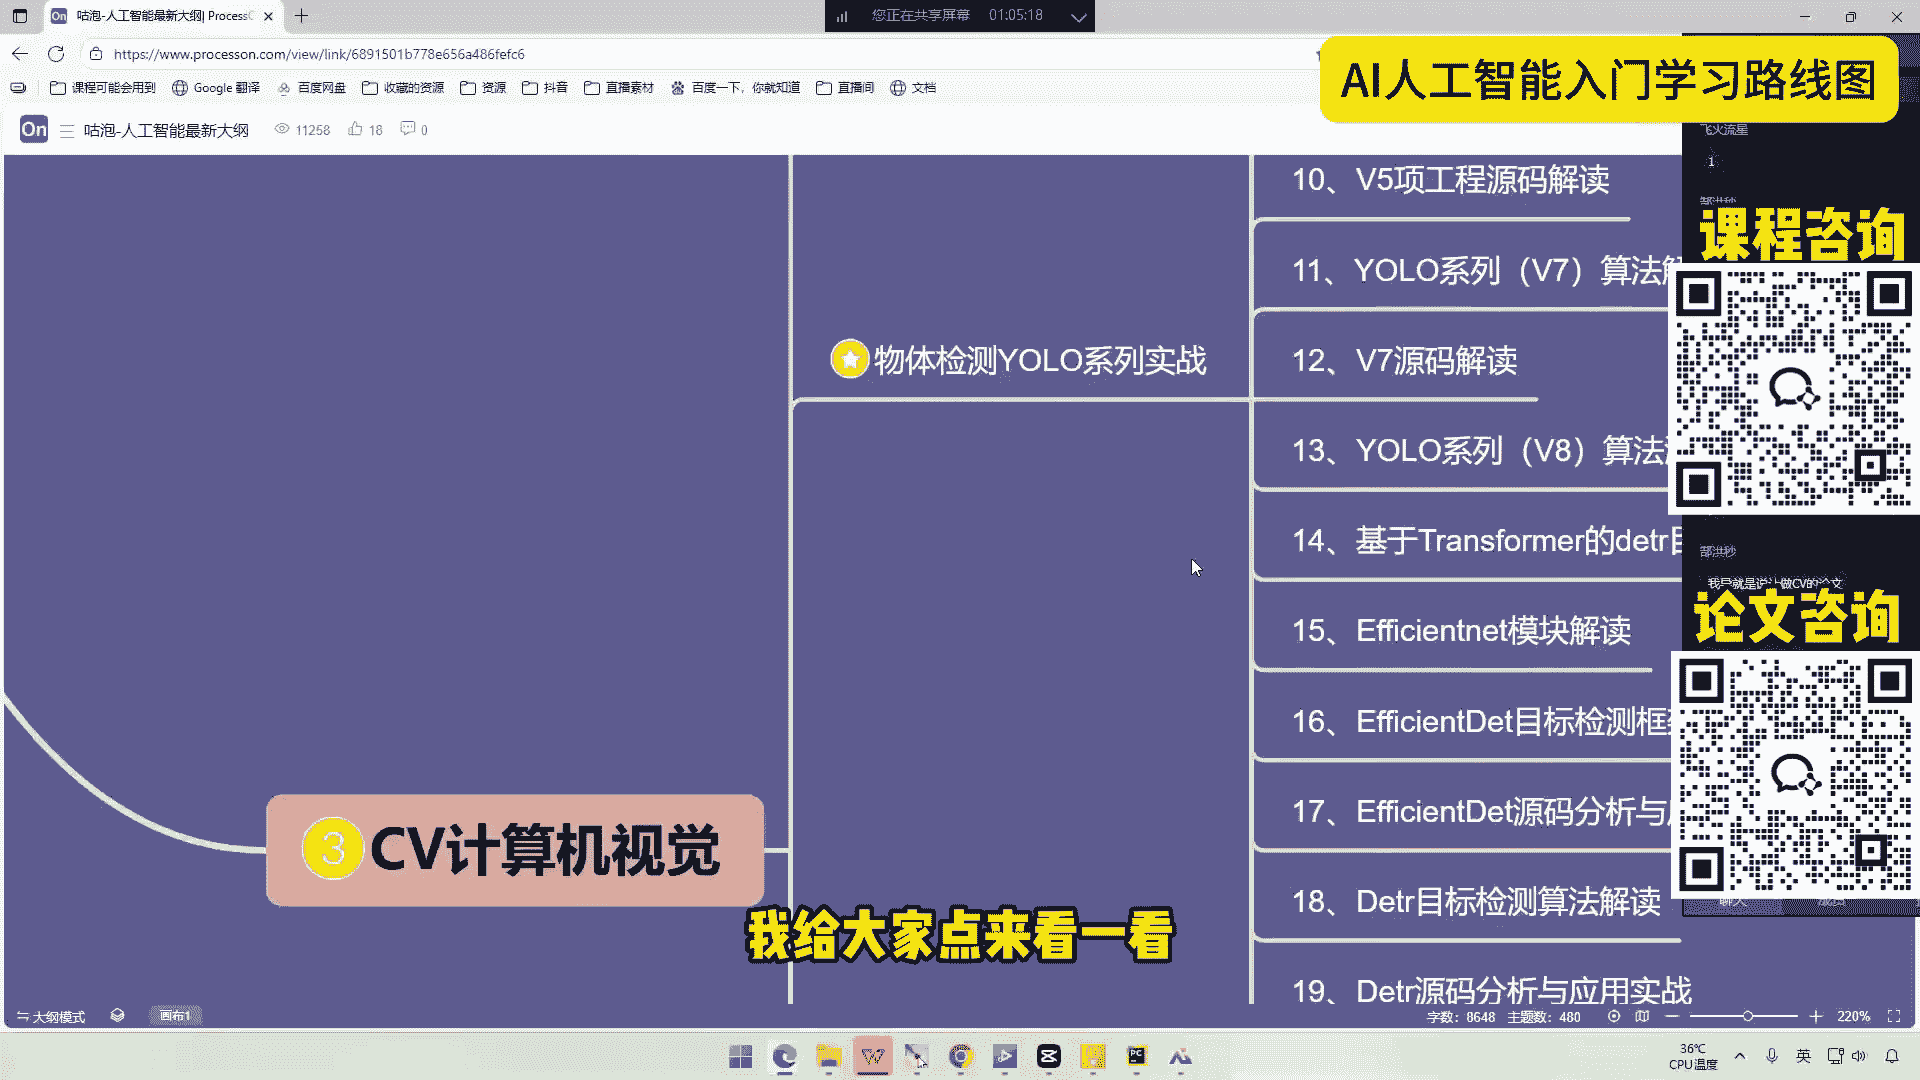 咕泡-人工智能最新大纲| ProcessO
您正在共享屏幕 01:05:18
https://www.processon.com/view/link/6891501b778e656a486fefc6
课程可能会用到 Google 翻译 百度网盘 收藏的资源 资源 抖音 直播素材 百度一下，你就知道 直播间 文档
AI人工智能入门学习路线图
On 咕泡-人工智能最新大纲 11258 18 0
飞火流星
1
课程咨询
10、V5项工程源码解读
11、YOLO系列（V7）算法解
物体检测YOLO系列实战
12、V7源码解读
13、YOLO系列（V8）算法
14、基于Transformer的detr目
15、Efficientnet模块解读
论文咨询
16、EfficientDet目标检测框架
17、EfficientDet源码分析与
③CV计算机视觉
18、Detr目标检测算法解读
我给大家点来看一看
19、Detr源码分析与应用实战
大纲模式 画布1 字数：8648 主题数：480 220%
36℃
CPU温度
英